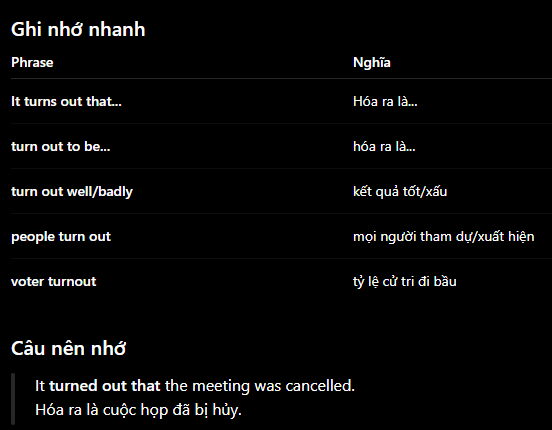 Ghi nhớ nhanh
Phrase Nghĩa
It turns out that... Hóa ra là...
turn out to be... hóa ra là...
turn out well/badly kết quả tốt/xấu
people turn out mọi người tham dự/xuất hiện
voter turnout tỷ lệ cử tri đi bầu
Câu nên nhớ
It turned out that the meeting was cancelled.
Hóa ra là cuộc họp đã bị hủy.